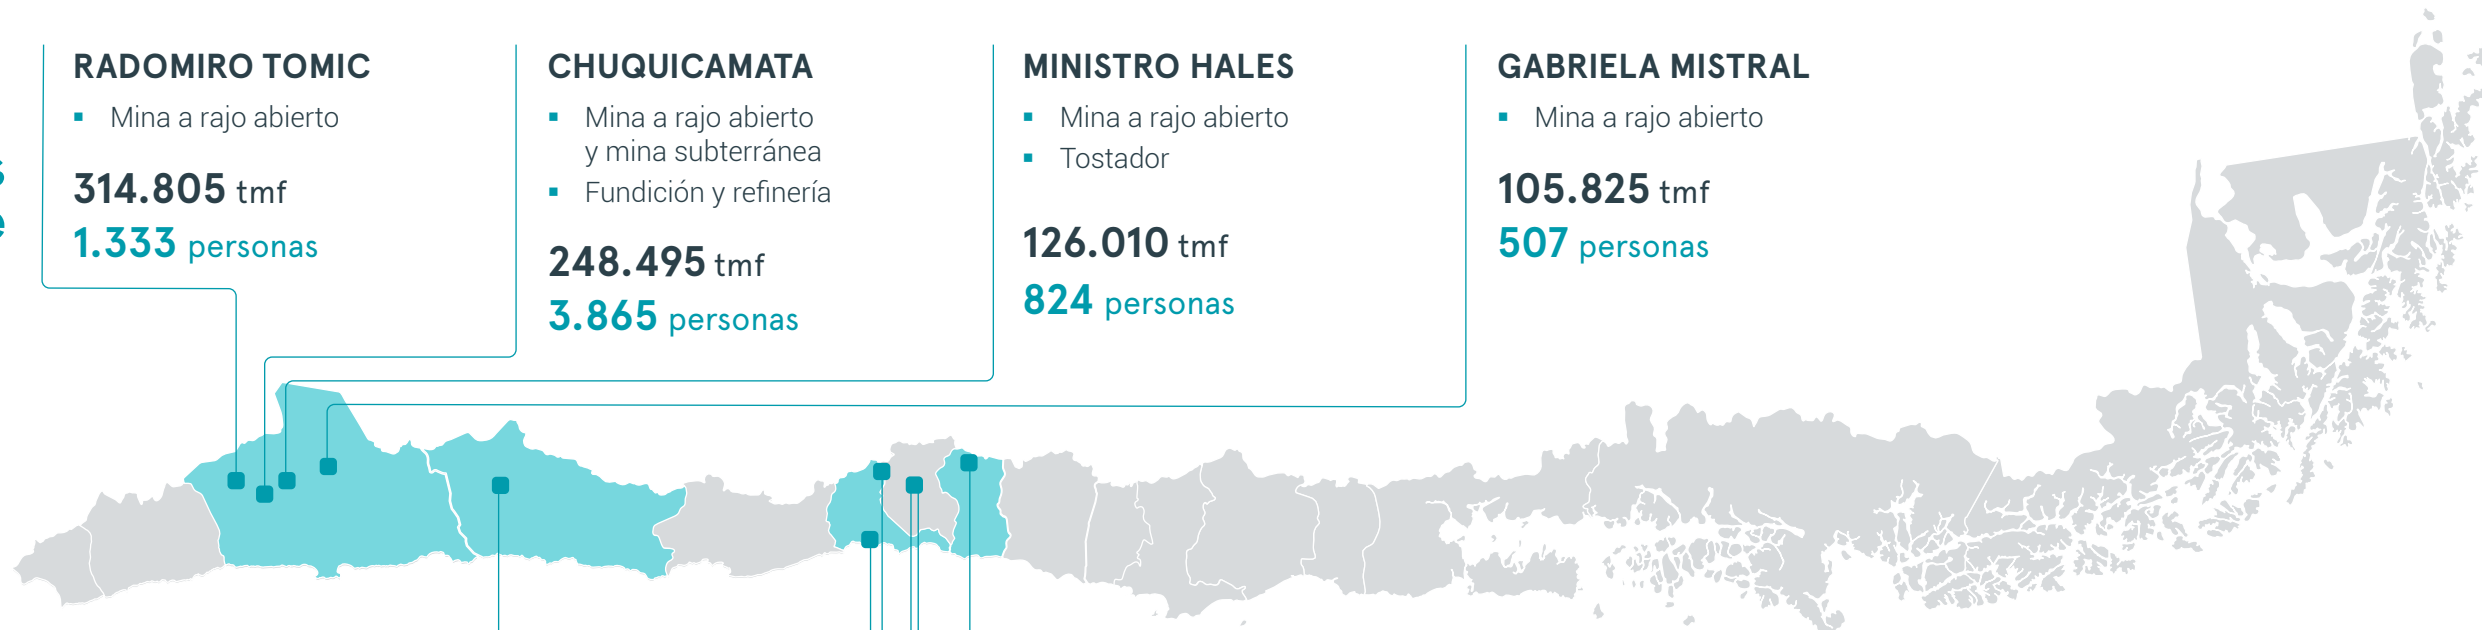 RADOMIRO TOMIC
Mina a rajo abierto
314.805 tmf
1.333 personas
CHUQUICAMATA
Mina a rajo abierto
y mina subterránea
Fundición y refinería
248.495 tmf
3.865 personas
MINISTRO HALES
Mina a rajo abierto
Tostador
126.010 tmf
824 personas
GABRIELA MISTRAL
Mina a rajo abierto
105.825 tmf
507 personas